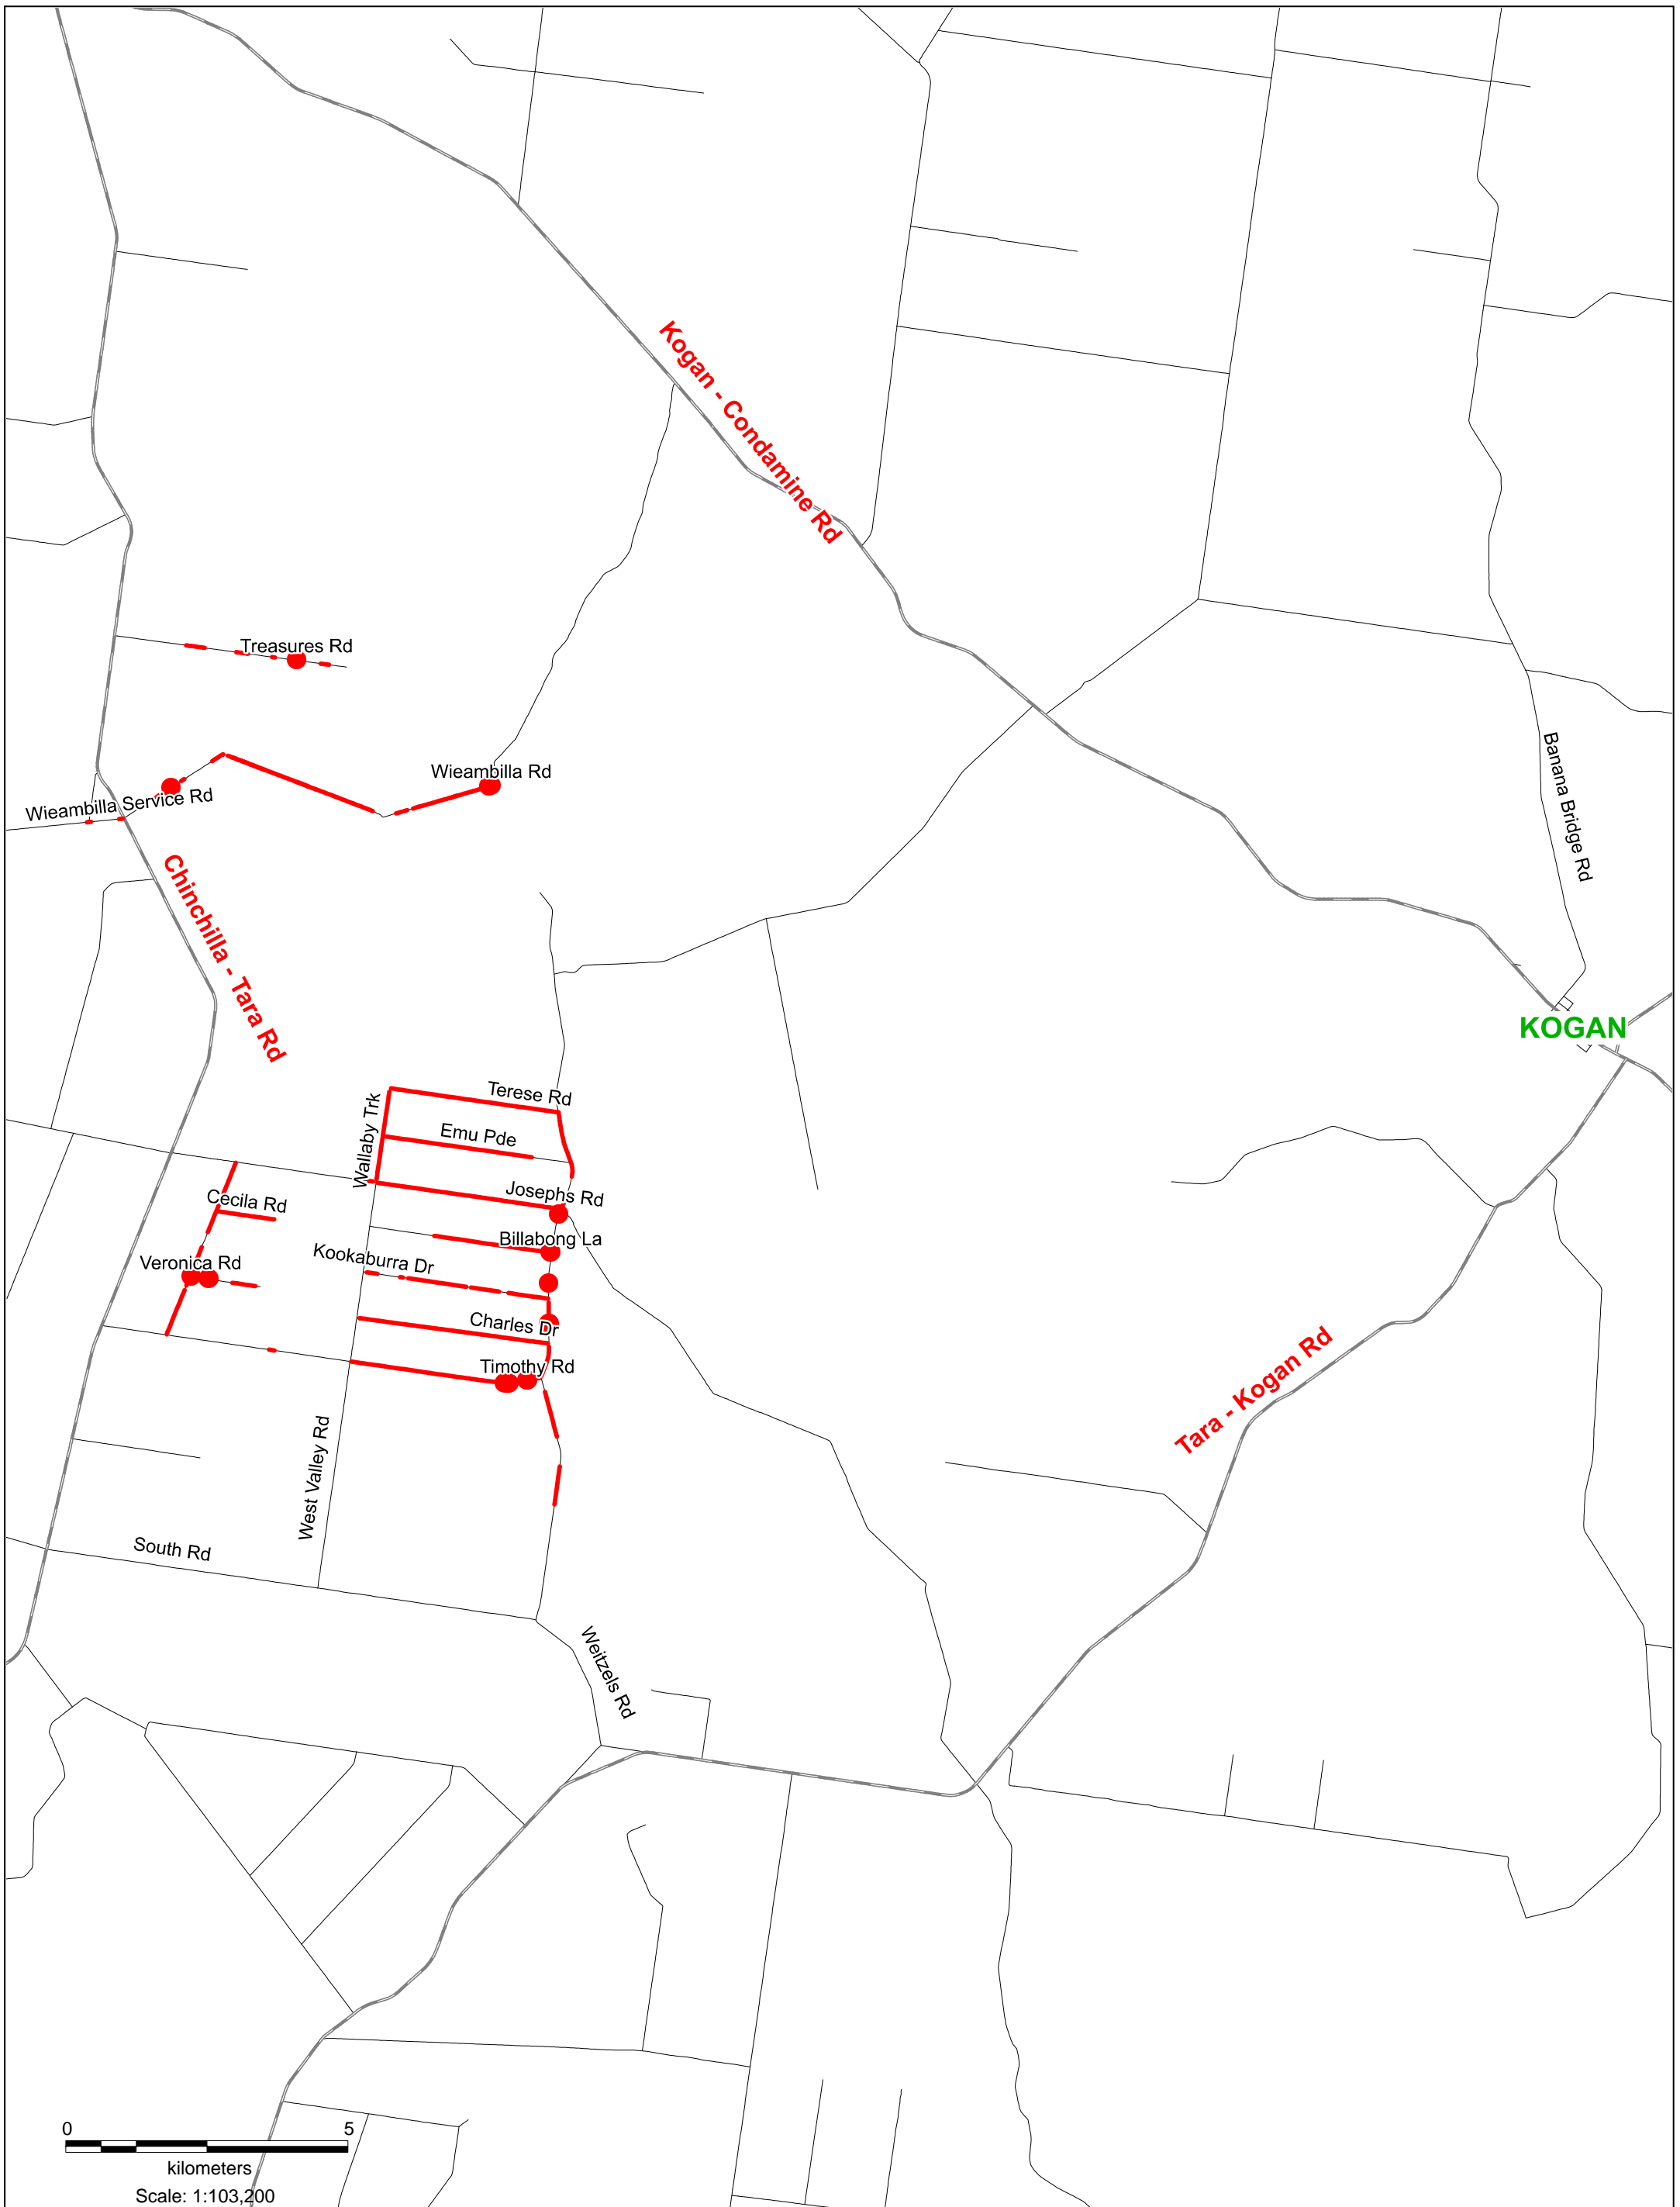 Kogan - Condamine Rd
Treasures Rd
Wieambilla Rd
Wieambilla Service Rd
Banana Bridge Rd
Chinchilla - Tara Rd
KOGAN
Terese Rd
Wallaby Trk
Emu Pde
Josephs Rd
Cecila Rd
Billabong La
Kookaburra Dr
Veronica Rd
Charles Dr
Timothy Rd
Tara - Kogan Rd
West Valley Rd
South Rd
Weitzels Rd
0 5
kilometers
Scale: 1:103,200